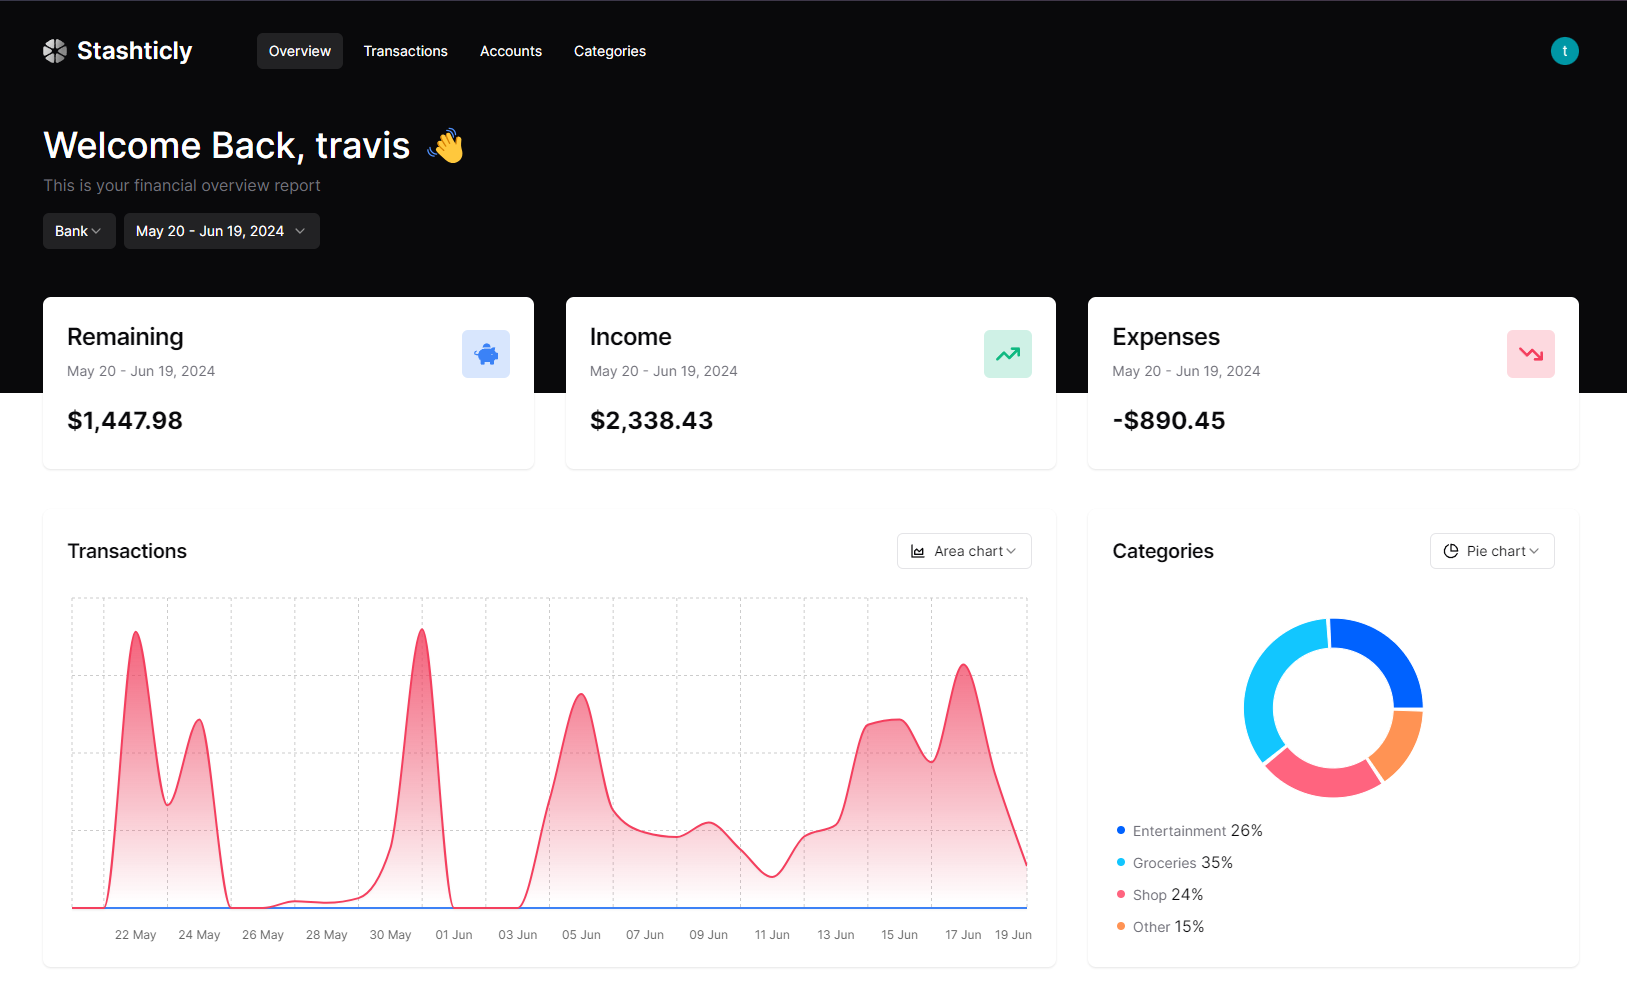 Stashticly
Overview Transactions Accounts Categories
t
Welcome Back, travis 👋
This is your financial overview report
Bank
May 20 - Jun 19, 2024
Remaining
May 20 - Jun 19, 2024
$1,447.98
Income
May 20 - Jun 19, 2024
$2,338.43
Expenses
May 20 - Jun 19, 2024
-$890.45
Transactions
Area chart
22 May 24 May 26 May 28 May 30 May 01 Jun 03 Jun 05 Jun 07 Jun 09 Jun 11 Jun 13 Jun 15 Jun 17 Jun 19 Jun
Categories
Pie chart
Entertainment 26%
Groceries 35%
Shop 24%
Other 15%